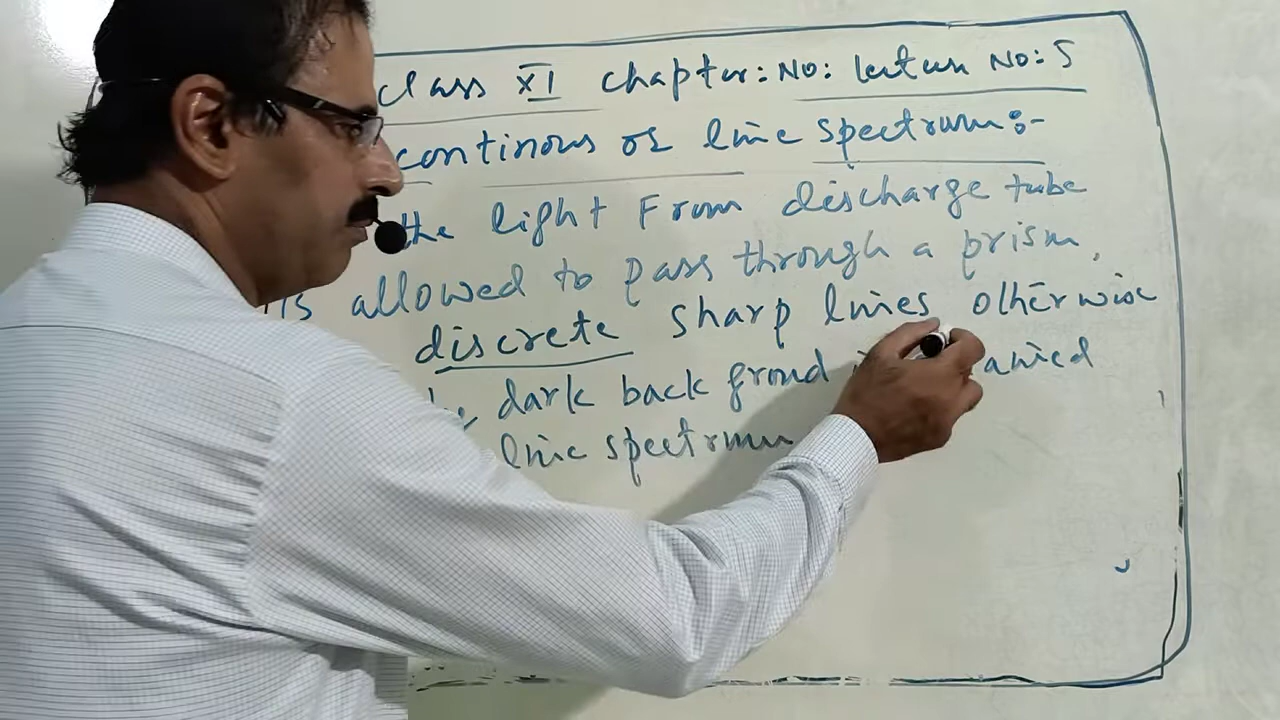 class XI chapter: No: lecture No: 5
continous or line spectrum:-
the light From discharge tube
is allowed to pass through a prism,
discrete sharp lines otherwise
dark back groud
line spectrum